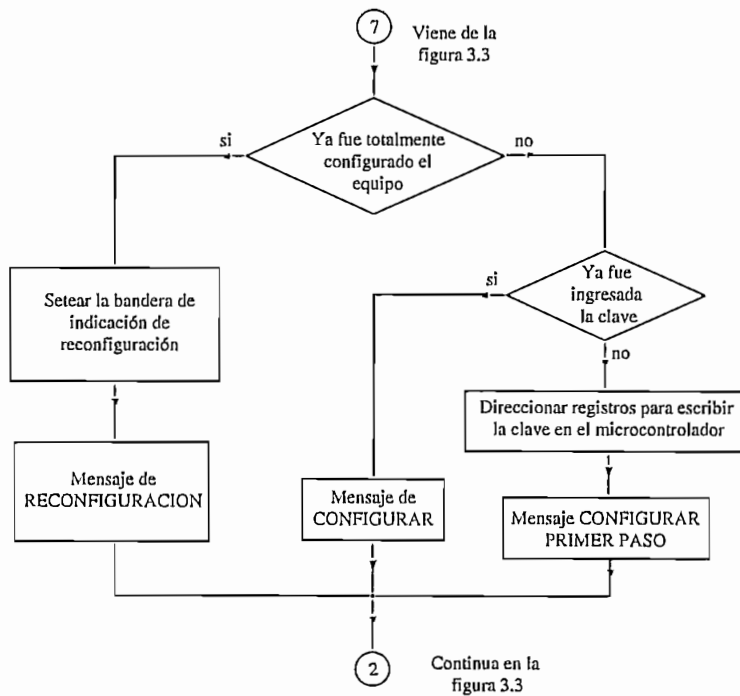 7
Viene de la
figura 3.3
Ya fue totalmente
configurado el
equipo
si
no
Setear la bandera de
indicación de
reconfiguración
Ya fue
ingresada
la clave
si
no
Direccionar registros para escribir
la clave en el microcontrolador
Mensaje de
RECONFIGURACION
Mensaje de
CONFIGURAR
Mensaje CONFIGURAR
PRIMER PASO
2
Continua en la
figura 3.3